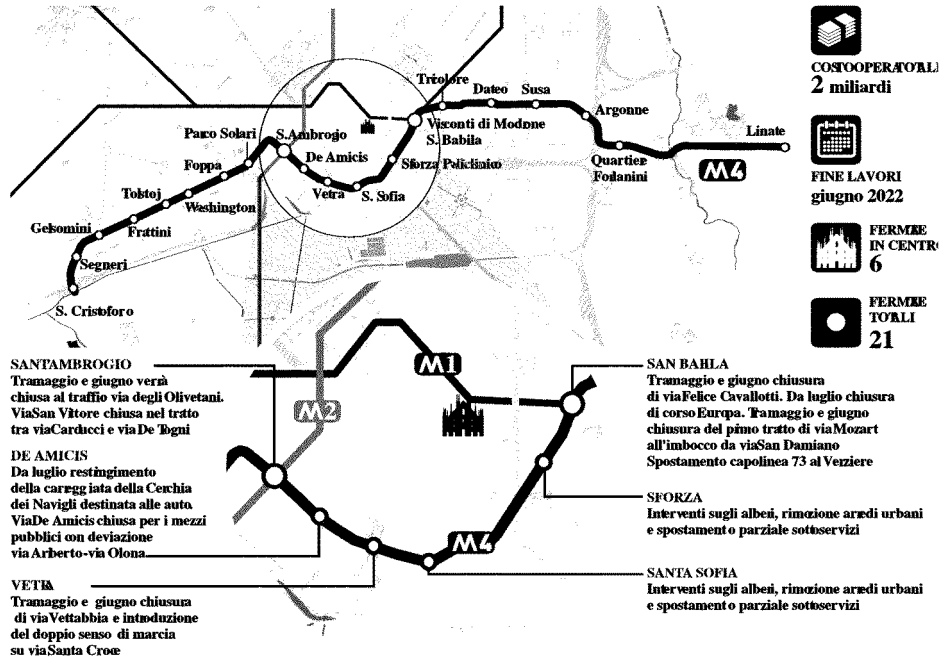 Tricolore
Dateo
Susa
Argonne
Linate
Visconti di Modrone
S. Babila
Quartiere
Forlanini
M4
Parco Solari
S.Ambrogio
De Amicis
Sforza Policlinico
Foppa
Vetra
S. Sofia
Tolstoj
Washington
Gelsomini
Frattini
Segneri
S. Cristoforo
COSTO OPERA TOTALE
2 miliardi
FINE LAVORI
giugno 2022
FERMATE
IN CENTRO
6
FERMATE
TOTALI
21
M1
M2
M4
SANTAMBROGIO
Tra maggio e giugno verrà
chiusa al traffio via degli Olivetani.
Via San Vittore chiusa nel tratto
tra via Carducci e via De Togni
DE AMICIS
Da luglio restingimento
della carreggiata della Cerchia
dei Navigli destinata alle auto.
Via De Amicis chiusa per i mezzi
pubblici con deviazione
via Ariberto-via Olona
VETRA
Tra maggio e giugno chiusura
di via Vettabbia e introduzione
del doppio senso di marcia
su via Santa Croce
SAN BABILA
Tra maggio e giugno chiusura
di via Felice Cavallotti. Da luglio chiusura
di corso Europa. Tra maggio e giugno
chiusura del primo tratto di via Mozart
all'imbocco da via San Damiano
Spostamento capolinea 73 al Verziere
SFORZA
Interventi sugli alberi, rimozione arredi urbani
e spostamento parziale sottoservizi
SANTA SOFIA
Interventi sugli alberi, rimozione arredi urbani
e spostamento parziale sottoservizi